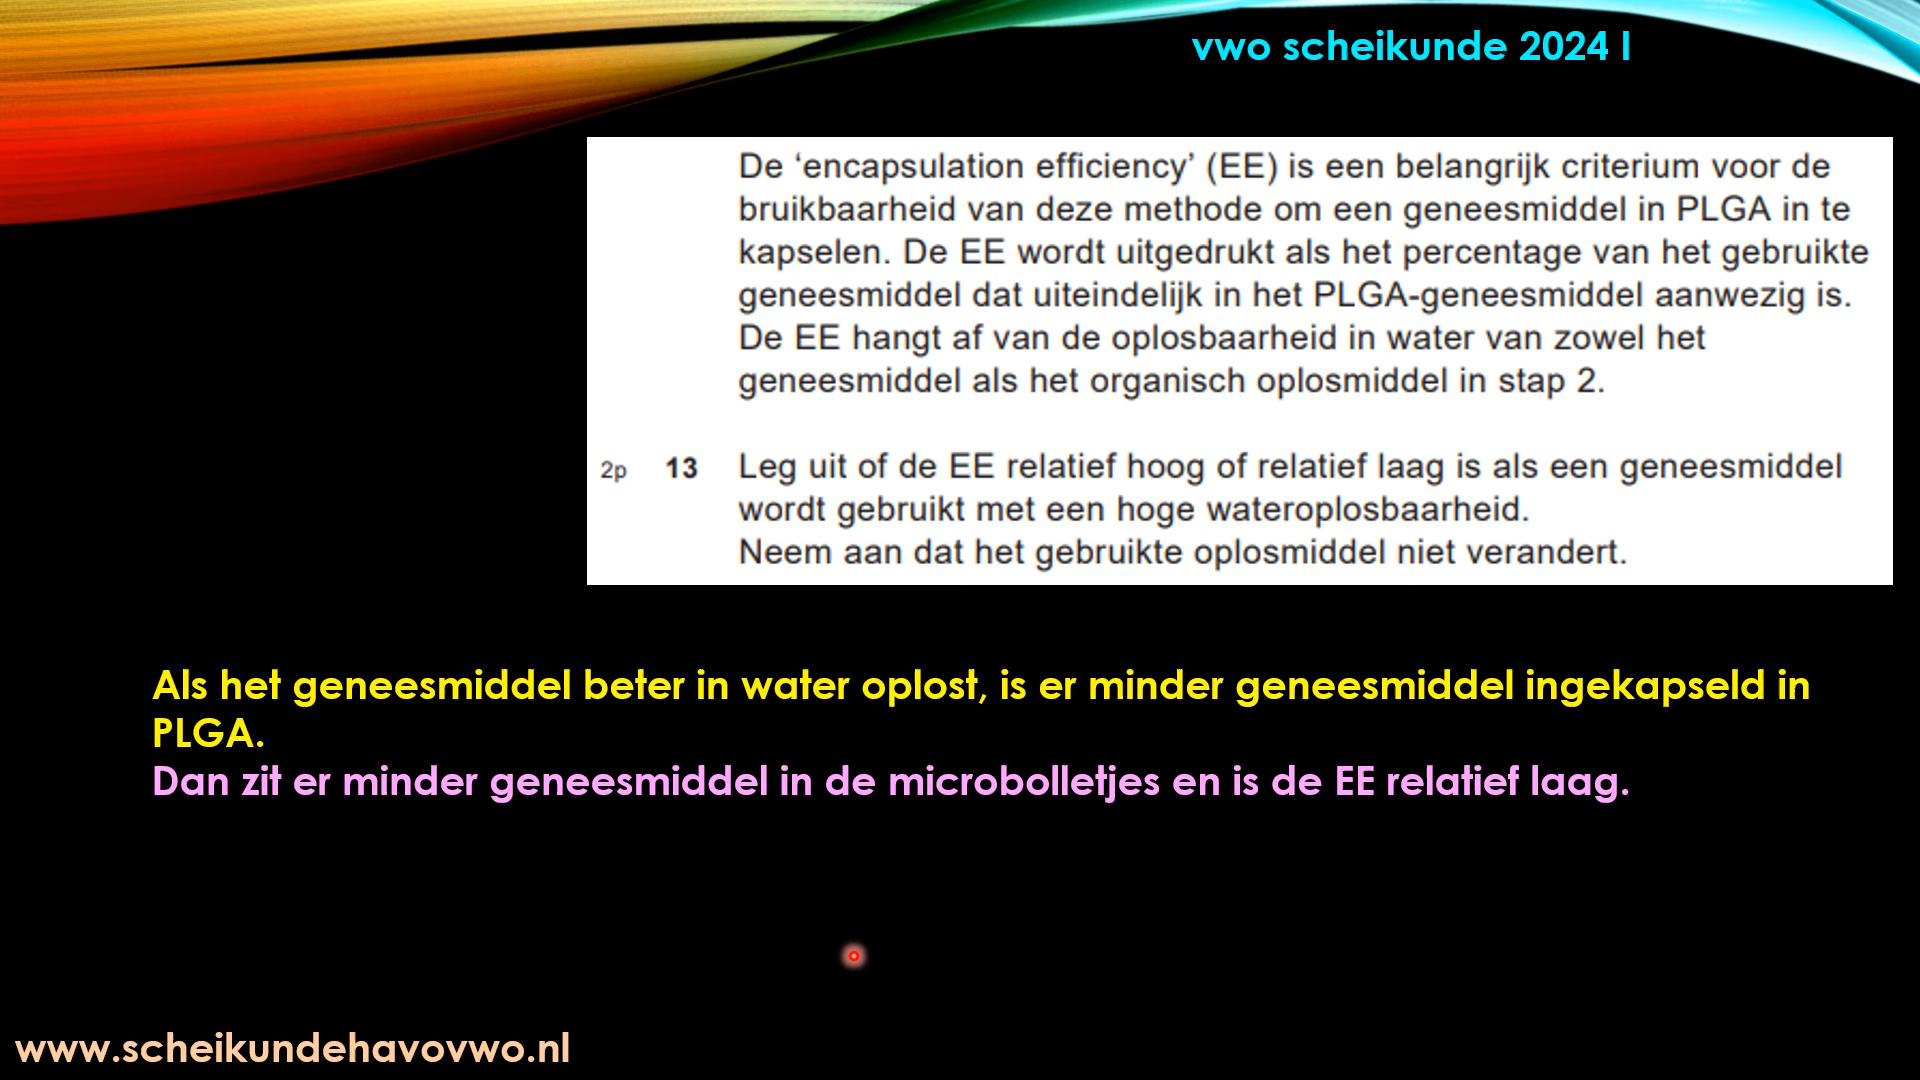 vwo scheikunde 2024 I
De ‘encapsulation efficiency’ (EE) is een belangrijk criterium voor de
bruikbaarheid van deze methode om een geneesmiddel in PLGA in te
kapselen. De EE wordt uitgedrukt als het percentage van het gebruikte
geneesmiddel dat uiteindelijk in het PLGA-geneesmiddel aanwezig is.
De EE hangt af van de oplosbaarheid in water van zowel het
geneesmiddel als het organisch oplosmiddel in stap 2.
2p 13 Leg uit of de EE relatief hoog of relatief laag is als een geneesmiddel
wordt gebruikt met een hoge wateroplosbaarheid.
Neem aan dat het gebruikte oplosmiddel niet verandert.
Als het geneesmiddel beter in water oplost, is er minder geneesmiddel ingekapseld in
PLGA.
Dan zit er minder geneesmiddel in de microbolletjes en is de EE relatief laag.
www.scheikundehavovwo.nl